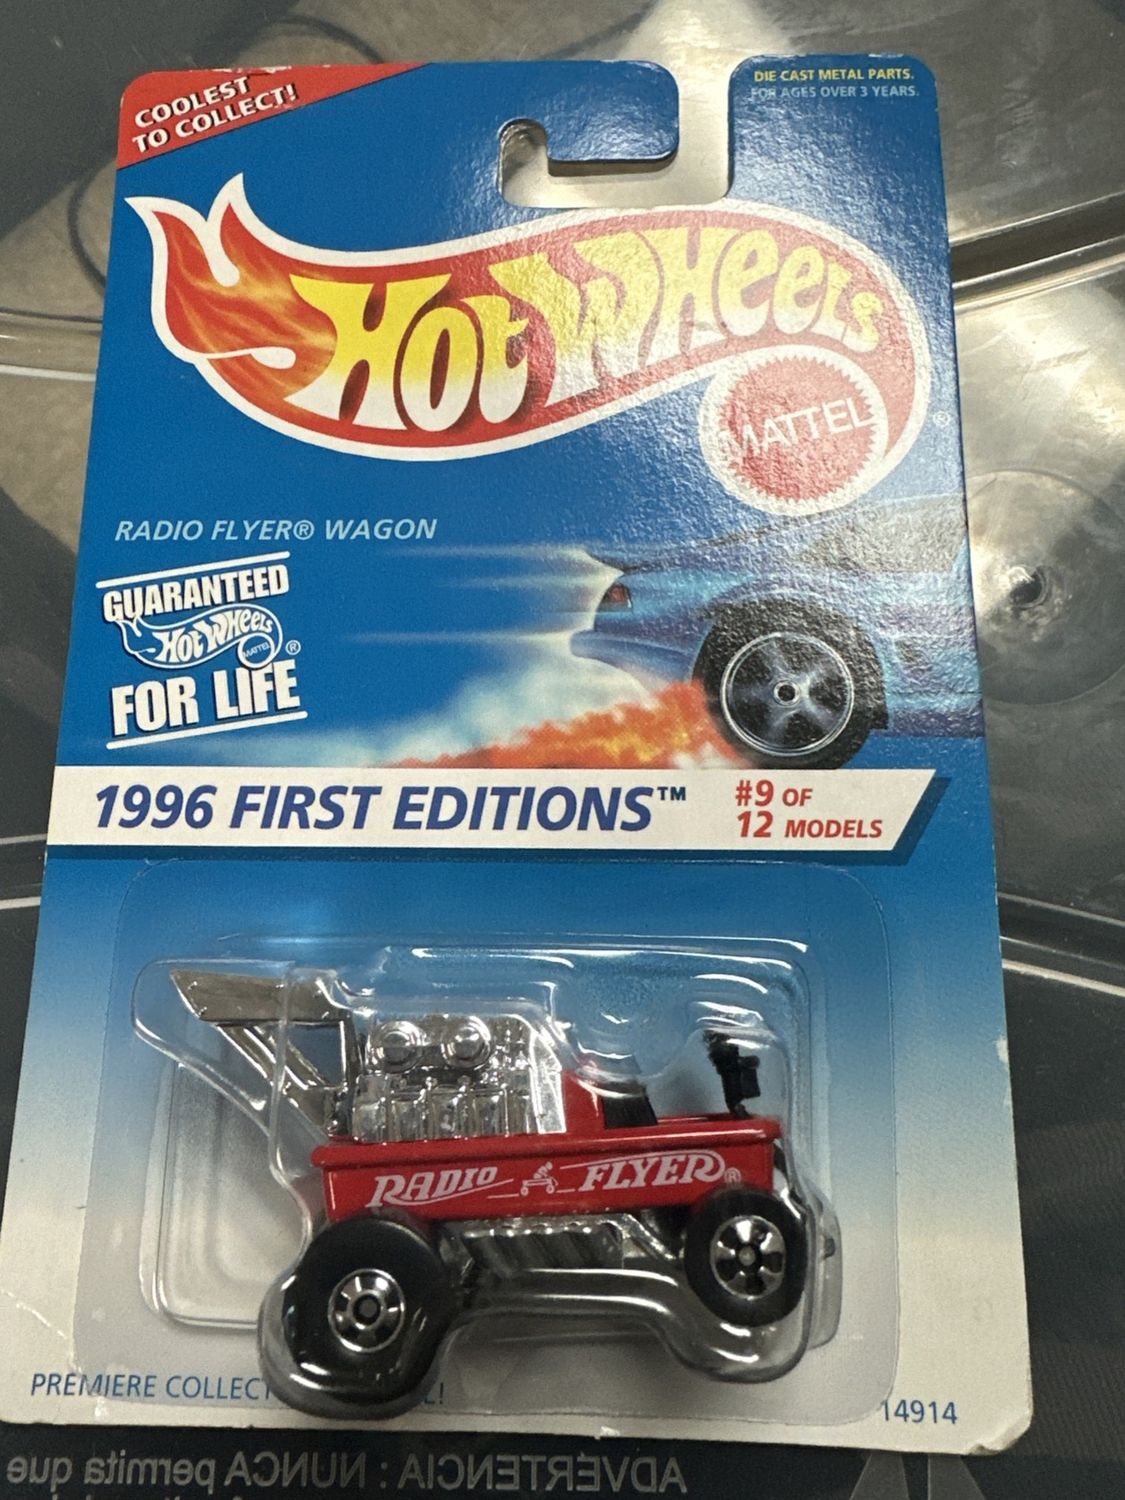 COOLEST
TO COLLECT!
DIE CAST METAL PARTS.
FOR AGES OVER 3 YEARS.
HOT WHEELS
MATTEL
®
RADIO FLYER® WAGON
GUARANTEED
HOT WHEELS
MATTEL ®
FOR LIFE
1996 FIRST EDITIONS™
#9 OF
12 MODELS
RADIO FLYER®
PREMIERE COLLECT
14914
ADVERTENCIA: NUNCA permita que